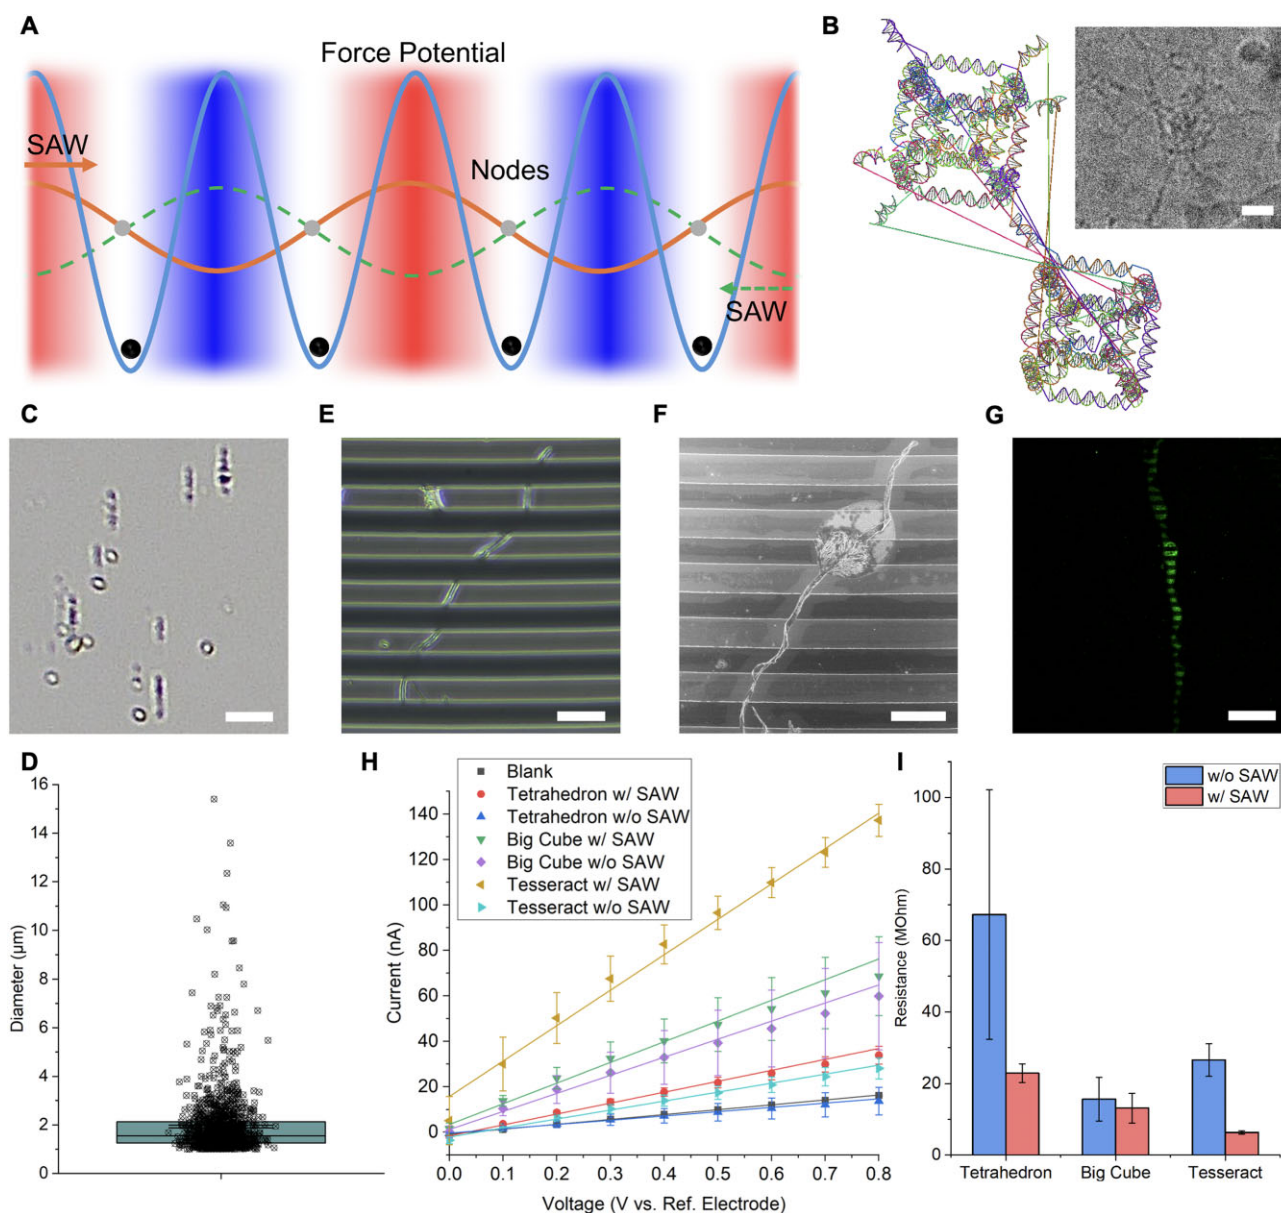 A
Force Potential
SAW
Nodes
SAW
B
C
E
F
G
D
16
14
12
10
8
6
4
2
0
Diameter (µm)
H
Blank
Tetrahedron w/ SAW
Tetrahedron w/o SAW
Big Cube w/ SAW
Big Cube w/o SAW
Tesseract w/ SAW
Tesseract w/o SAW
140
120
100
80
60
40
20
0
Current (nA)
0.0 0.1 0.2 0.3 0.4 0.5 0.6 0.7 0.8
Voltage (V vs. Ref. Electrode)
I
w/o SAW
w/ SAW
100
80
60
40
20
0
Resistance (MOhm)
Tetrahedron Big Cube Tesseract